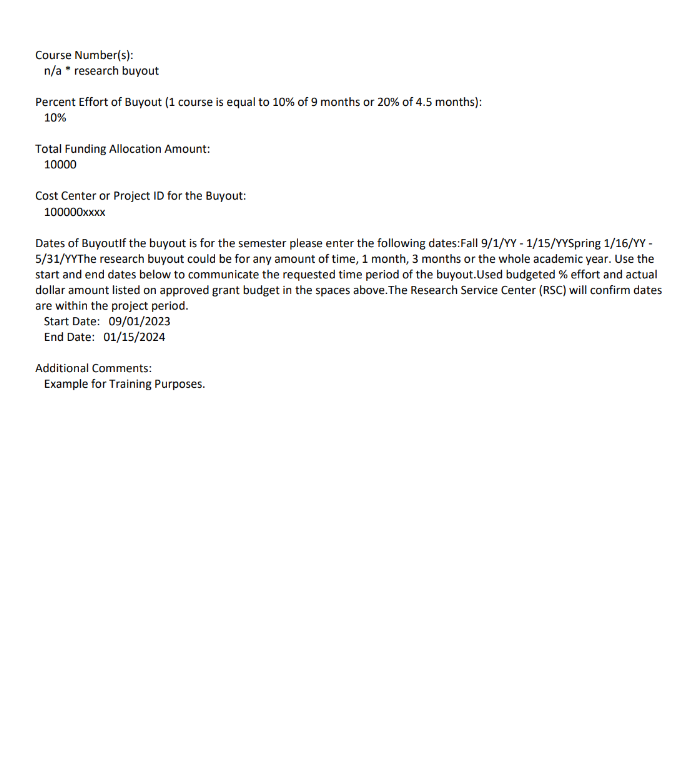 Course Number(s):
n/a * research buyout
Percent Effort of Buyout (1 course is equal to 10% of 9 months or 20% of 4.5 months):
10%
Total Funding Allocation Amount:
10000
Cost Center or Project ID for the Buyout:
100000xxxx
Dates of BuyoutIf the buyout is for the semester please enter the following dates:Fall 9/1/YY - 1/15/YYSpring 1/16/YY -
5/31/YYThe research buyout could be for any amount of time, 1 month, 3 months or the whole academic year. Use the
start and end dates below to communicate the requested time period of the buyout.Used budgeted % effort and actual
dollar amount listed on approved grant budget in the spaces above.The Research Service Center (RSC) will confirm dates
are within the project period.
Start Date: 09/01/2023
End Date: 01/15/2024
Additional Comments:
Example for Training Purposes.